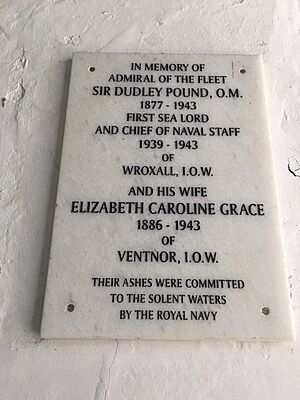 IN MEMORY OF
ADMIRAL OF THE FLEET
SIR DUDLEY POUND, O.M.
1877 - 1943
FIRST SEA LORD
AND CHIEF OF NAVAL STAFF
1939 - 1943
OF
WROXALL, I.O.W.
AND HIS WIFE
ELIZABETH CAROLINE GRACE
1886 - 1943
OF
VENTNOR, I.O.W.
THEIR ASHES WERE COMMITTED
TO THE SOLENT WATERS
BY THE ROYAL NAVY